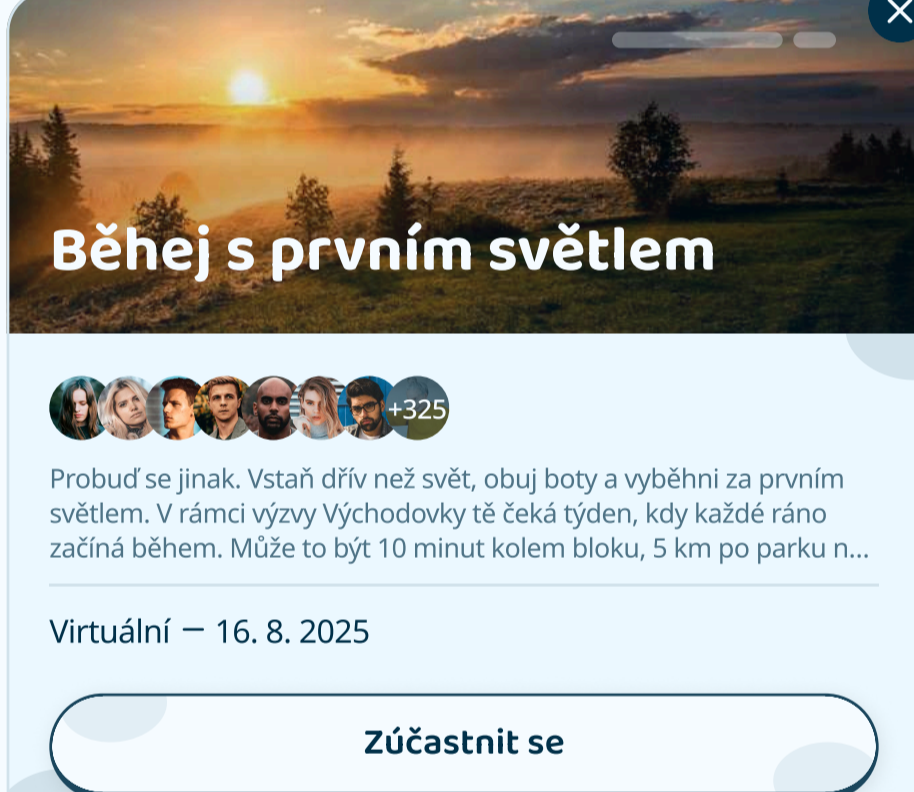 Běhej s prvním světlem
+325
Probuď se jinak. Vstaň dřív než svět, obuj boty a vyběhni za prvním
světlem. V rámci výzvy Východovky tě čeká týden, kdy každé ráno
začíná během. Může to být 10 minut kolem bloku, 5 km po parku n...
Virtuální — 16. 8. 2025
Zúčastnit se